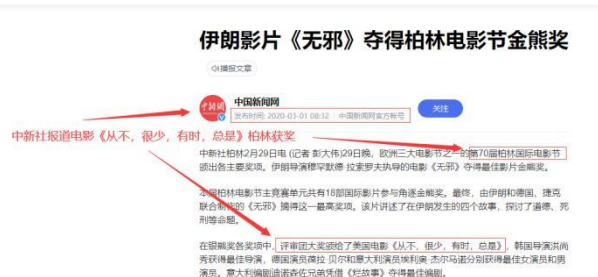 伊朗影片《无邪》夺得柏林电影节金熊奖
播报文章
中新网
中国新闻网
发布时间: 2020-03-01 08:32 中国新闻网官方帐号
关注
中新社报道电影《从不，很少，有时，总是》柏林获奖
中新社柏林2月29日电 (记者 彭大伟)29日晚，欧洲三大电影节之一的第70届柏林国际电影节
颁出各主要奖项。伊朗导演穆罕默德·拉索罗夫执导的电影《无邪》夺得最佳影片金熊奖。
本届柏林电影节主竞赛单元共有18部国际影片参与角逐金熊奖。最终，由伊朗和德国、捷克
联合制作的《无邪》摘得这一最高奖项。该片讲述了在伊朗发生的四个故事，探讨了道德、死
刑等命题。
在银熊奖各奖项中，评审团大奖颁给了美国电影《从不，很少，有时，总是》，韩国导演洪尚
秀获得最佳导演，德国演员葆拉·贝尔和意大利演员埃利奥·杰尔马诺分别获得最佳女演员和男
演员。意大利编剧迪诺森佐兄弟凭借《烂故事》夺得最佳编剧。